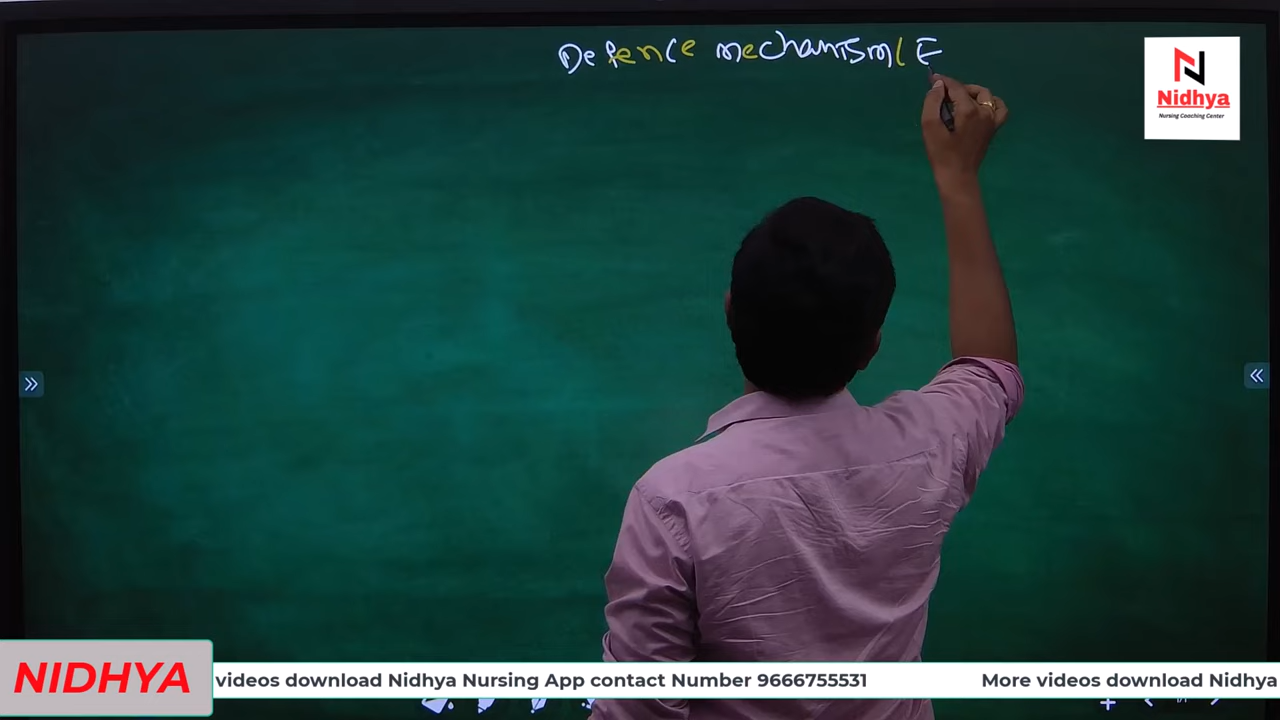 Defence mechanism ( E
N
Nidhya
Nursing Coaching Center
NIDHYA
videos download Nidhya Nursing App contact Number 9666755531 More videos download Nidhya